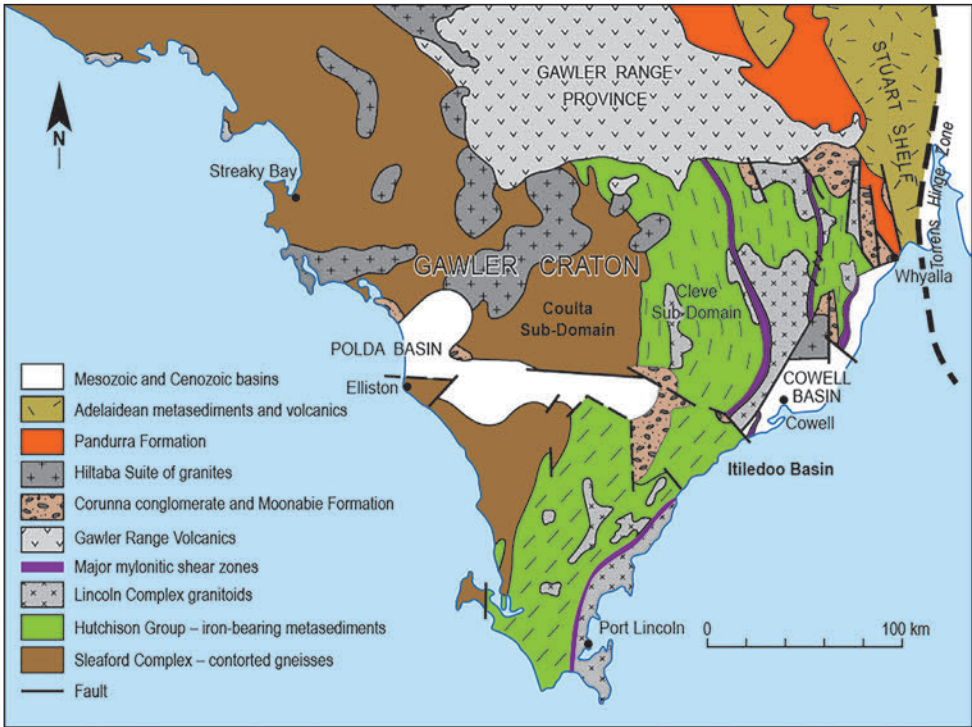 GAWLER RANGE
PROVINCE
STUART SHELF
Torrens Hinge Zone
N
Streaky Bay
Whyalla
GAWLER CRATON
Cleve
Sub-Domain
Coulta
Sub-Domain
POLDA BASIN
Elliston
COWELL
BASIN
Cowell
Itiledoo Basin
Port Lincoln
0 100 km
Mesozoic and Cenozoic basins
Adelaidean metasediments and volcanics
Pandurra Formation
Hiltaba Suite of granites
Corunna conglomerate and Moonabie Formation
Gawler Range Volcanics
Major mylonitic shear zones
Lincoln Complex granitoids
Hutchison Group – iron-bearing metasediments
Sleaford Complex – contorted gneisses
Fault